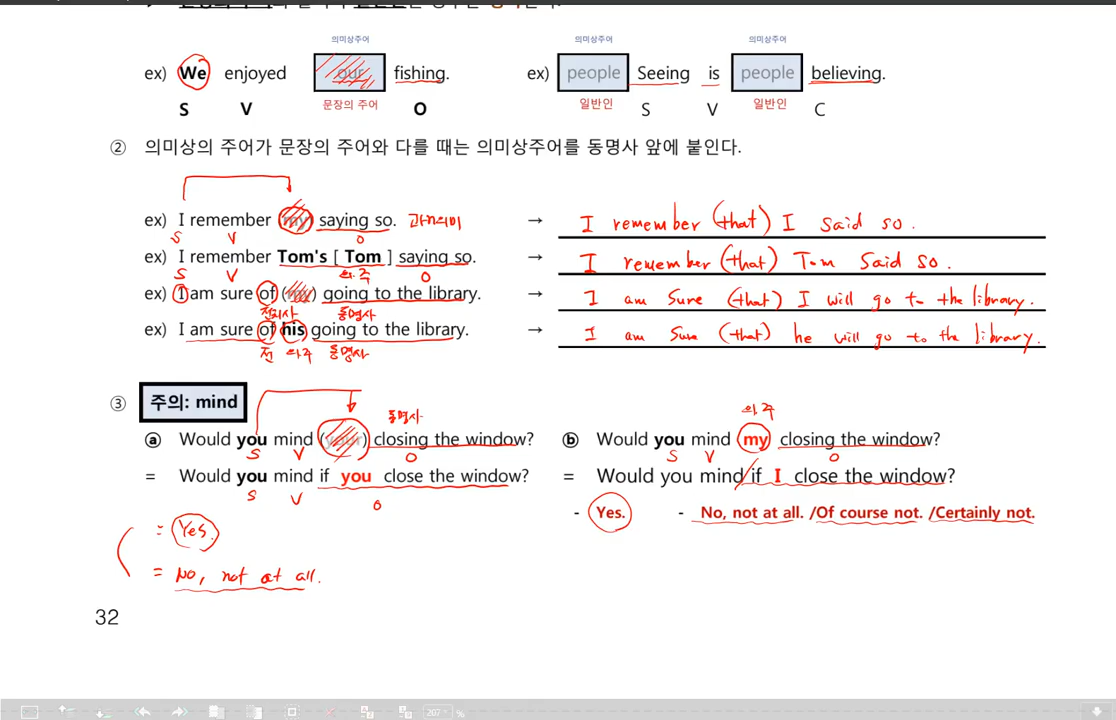 의미상주어 의미상주어 의미상주어
ex) We enjoyed our fishing. ex) people Seeing is people believing.
S V 문장의 주어 O 일반인 S V 일반인 C
② 의미상의 주어가 문장의 주어와 다를 때는 의미상주어를 동명사 앞에 붙인다.
ex) I remember (my) saying so. 과거의미 → I remember (that) I said so.
S V O
ex) I remember Tom's [ Tom ] saying so. → I remember (that) Tom said so.
S V 의주 O
ex) I am sure of (my) going to the library. → I am sure (that) I will go to the library.
전치사 동명사
ex) I am sure of his going to the library. → I am sure (that) he will go to the library.
전 의주 동명사
③ 주의: mind
동명사 의주
ⓐ Would you mind (your) closing the window? ⓑ Would you mind my closing the window?
S V O S V O
= Would you mind if you close the window? = Would you mind if I close the window?
S V O
- Yes. - No, not at all. /Of course not. /Certainly not.
= Yes.
= No, not at all.
32
207 %